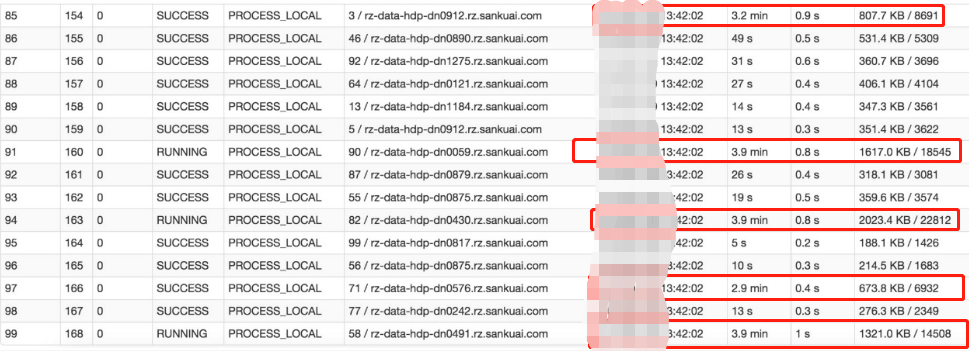 85 154 0 SUCCESS PROCESS_LOCAL 3 / rz-data-hdp-dn0912.rz.sankuai.com 13:42:02 3.2 min 0.9 s 807.7 KB / 8691
86 155 0 SUCCESS PROCESS_LOCAL 46 / rz-data-hdp-dn0890.rz.sankuai.com 13:42:02 49 s 0.5 s 531.4 KB / 5309
87 156 0 SUCCESS PROCESS_LOCAL 92 / rz-data-hdp-dn1275.rz.sankuai.com 13:42:02 31 s 0.6 s 360.7 KB / 3696
88 157 0 SUCCESS PROCESS_LOCAL 64 / rz-data-hdp-dn0121.rz.sankuai.com 13:42:02 27 s 0.4 s 406.1 KB / 4104
89 158 0 SUCCESS PROCESS_LOCAL 13 / rz-data-hdp-dn1184.rz.sankuai.com 13:42:02 14 s 0.4 s 347.3 KB / 3561
90 159 0 SUCCESS PROCESS_LOCAL 5 / rz-data-hdp-dn0912.rz.sankuai.com 13:42:02 13 s 0.3 s 351.4 KB / 3622
91 160 0 RUNNING PROCESS_LOCAL 90 / rz-data-hdp-dn0059.rz.sankuai.com 13:42:02 3.9 min 0.8 s 1617.0 KB / 18545
92 161 0 SUCCESS PROCESS_LOCAL 87 / rz-data-hdp-dn0879.rz.sankuai.com 13:42:02 26 s 0.4 s 318.1 KB / 3081
93 162 0 SUCCESS PROCESS_LOCAL 55 / rz-data-hdp-dn0875.rz.sankuai.com :42:02 19 s 0.5 s 359.6 KB / 3574
94 163 0 RUNNING PROCESS_LOCAL 82 / rz-data-hdp-dn0430.rz.sankuai.com 42:02 3.9 min 0.8 s 2023.4 KB / 22812
95 164 0 SUCCESS PROCESS_LOCAL 99 / rz-data-hdp-dn0817.rz.sankuai.com :42:02 5 s 0.2 s 188.1 KB / 1426
96 165 0 SUCCESS PROCESS_LOCAL 56 / rz-data-hdp-dn0875.rz.sankuai.com 3:42:02 10 s 0.3 s 214.5 KB / 1683
97 166 0 SUCCESS PROCESS_LOCAL 71 / rz-data-hdp-dn0576.rz.sankuai.com 13:42:02 2.9 min 0.4 s 673.8 KB / 6932
98 167 0 SUCCESS PROCESS_LOCAL 77 / rz-data-hdp-dn0242.rz.sankuai.com 3:42:02 13 s 0.3 s 276.3 KB / 2349
99 168 0 RUNNING PROCESS_LOCAL 58 / rz-data-hdp-dn0491.rz.sankuai.com 3:42:02 3.9 min 1 s 1321.0 KB / 14508